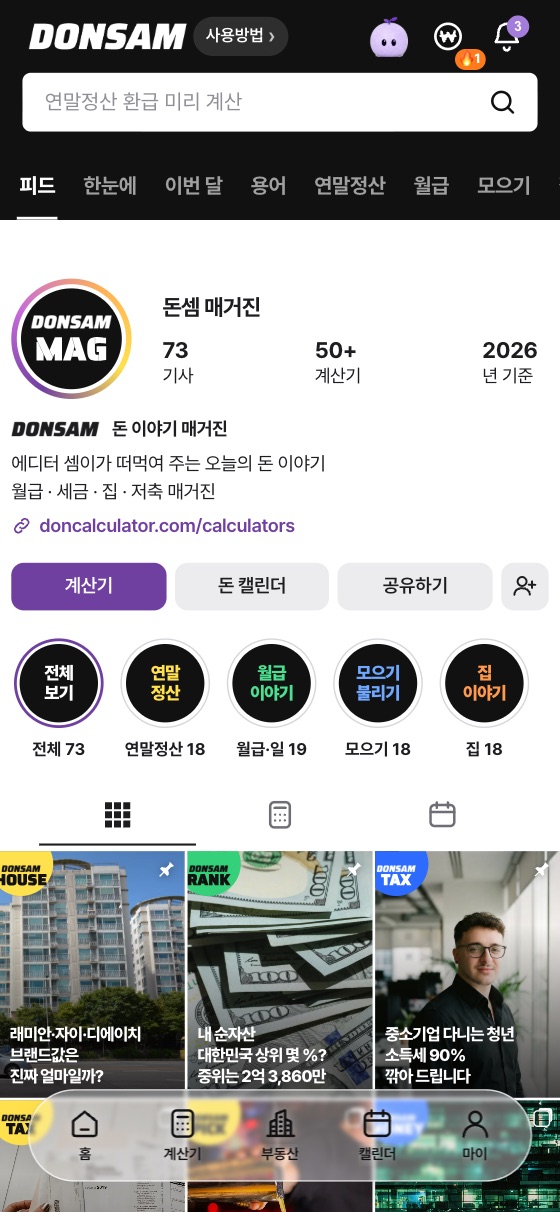 DONSAM
사용방법 ›
3
1
연말정산 환급 미리 계산
피드 한눈에 이번 달 용어 연말정산 월급 모으기
DONSAM
MAG
돈셈 매거진
73 50+ 2026
기사 계산기 년 기준
DONSAM 돈 이야기 매거진
에디터 셈이가 떠먹여 주는 오늘의 돈 이야기
월급 · 세금 · 집 · 저축 매거진
doncalculator.com/calculators
계산기 돈 캘린더 공유하기
전체
보기
연말
정산
월급
이야기
모으기
불리기
집
이야기
전체 73 연말정산 18 월급·일 19 모으기 18 집 18
DONSAM
HOUSE
래미안·자이·디에이치
브랜드값은
진짜 얼마일까?
DONSAM
RANK
내 순자산
대한민국 상위 몇 %?
중위는 2억 3,860만
DONSAM
TAX
중소기업 다니는 청년
소득세 90%
깎아 드립니다
DONSAM
TAX
PICK
홈 계산기 부동산 캘린더 마이